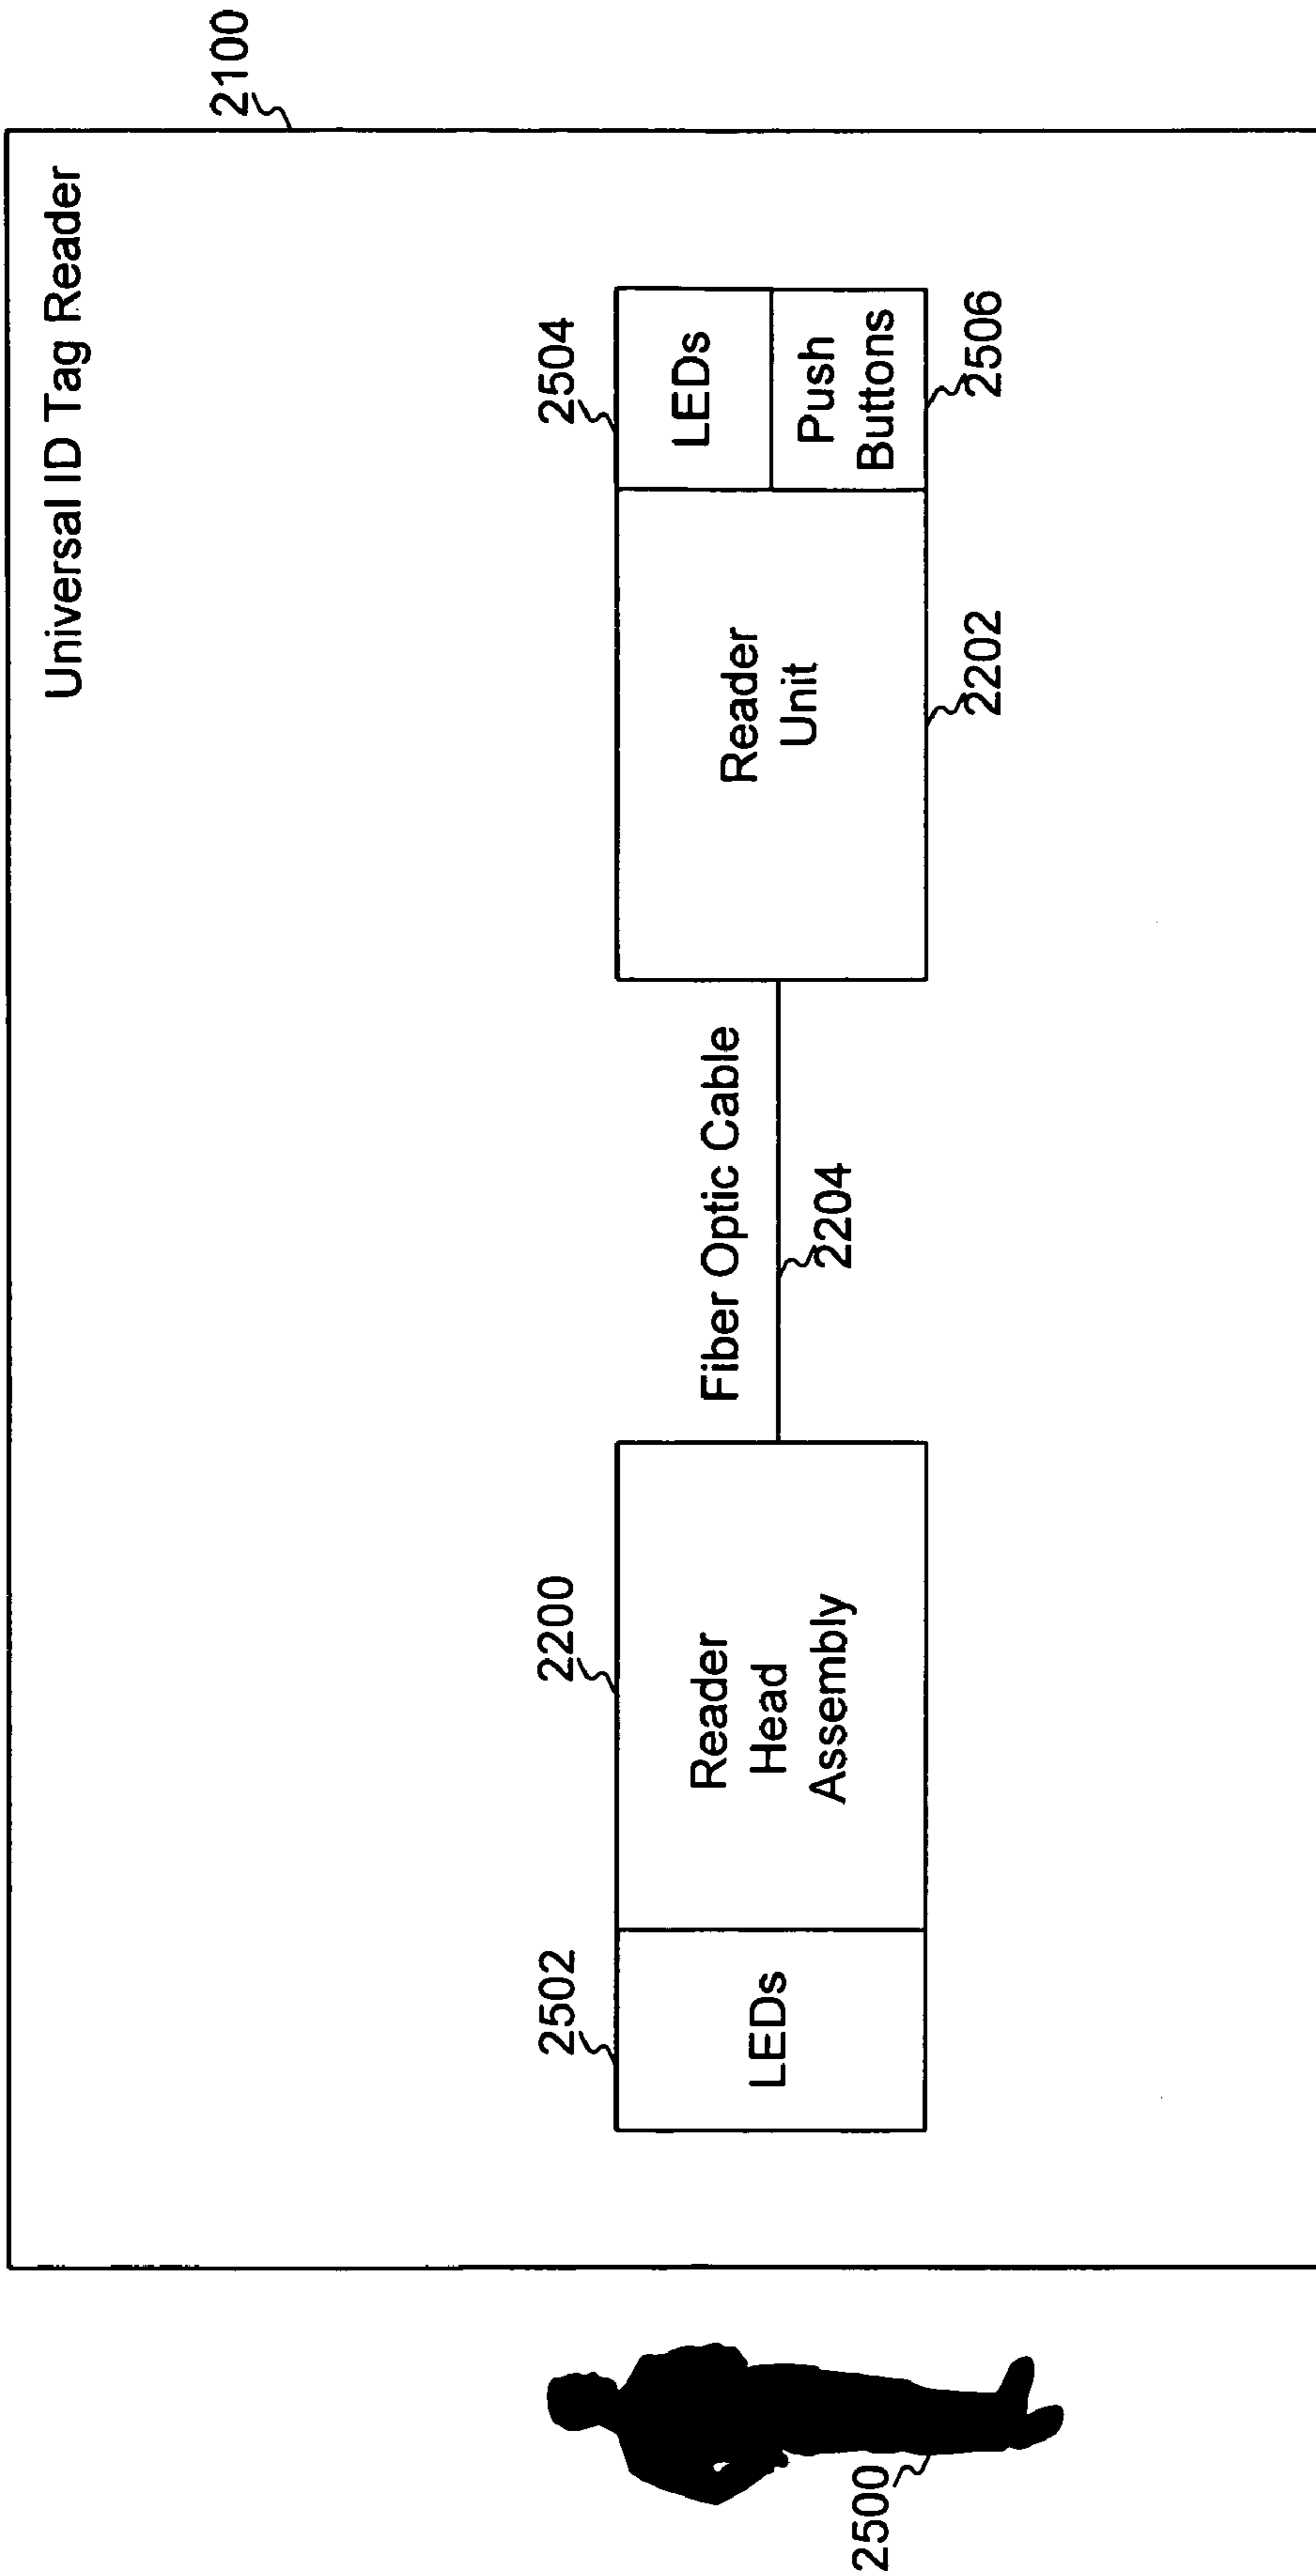 Universal ID Tag Reader
2100
2502
2200
2504
LEDs
Reader
Head
Assembly
Fiber Optic Cable
2204
Reader
Unit
LEDs
Push
Buttons
2202
2506
2500